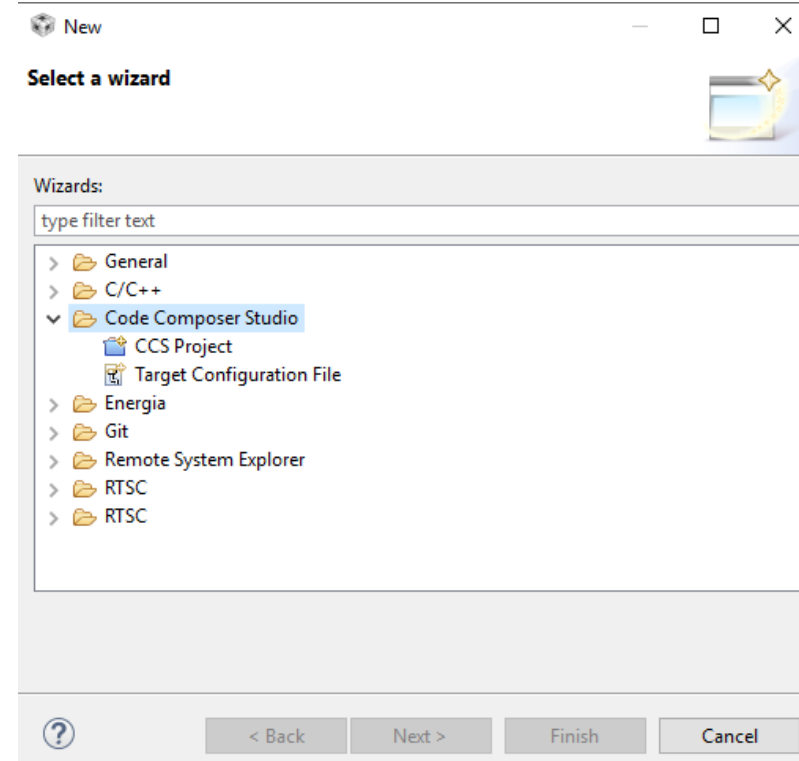 New
Select a wizard
Wizards:
type filter text
General
C/C++
Code Composer Studio
CCS Project
Target Configuration File
Energia
Git
Remote System Explorer
RTSC
RTSC
? < Back Next > Finish Cancel